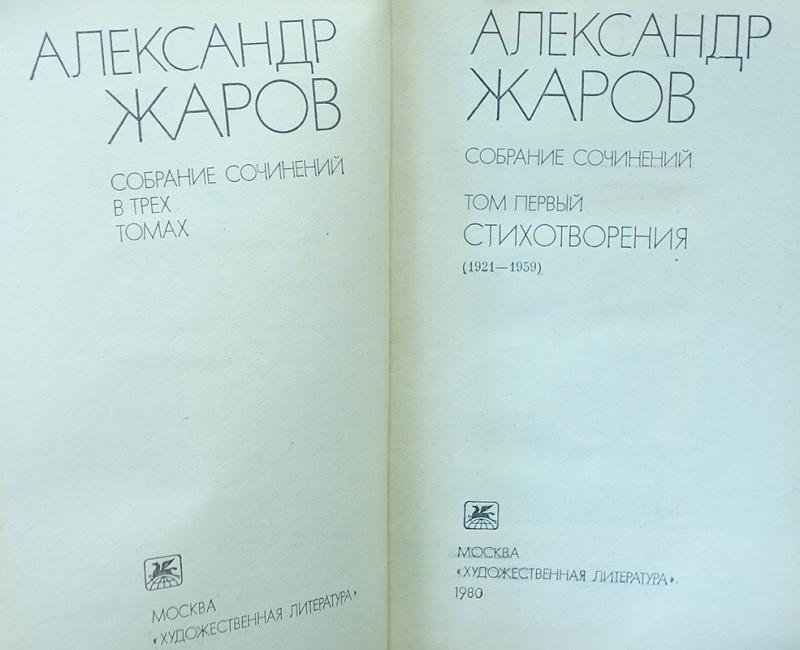 АЛЕКСАНДР
ЖАРОВ
СОБРАНИЕ СОЧИНЕНИЙ
В ТРЕХ
ТОМАХ
МОСКВА
«ХУДОЖЕСТВЕННАЯ ЛИТЕРАТУРА»
АЛЕКСАНДР
ЖАРОВ
СОБРАНИЕ СОЧИНЕНИЙ
ТОМ ПЕРВЫЙ
СТИХОТВОРЕНИЯ
(1921—1959)
МОСКВА
«ХУДОЖЕСТВЕННАЯ ЛИТЕРАТУРА».
1980